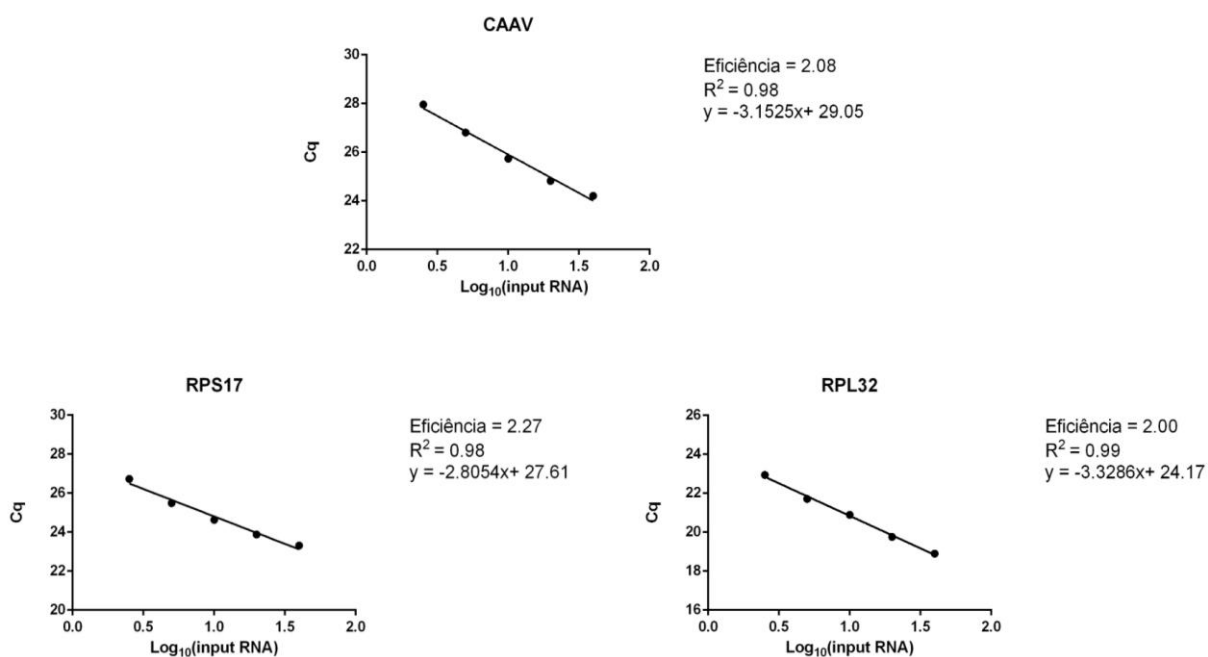 CAAV
30
28
26
24
22
Cq
0.0 0.5 1.0 1.5 2.0
Log₁₀(input RNA)
Eficiência = 2.08
R² = 0.98
y = -3.1525x+ 29.05
RPS17
30
28
26
24
22
20
Cq
0.0 0.5 1.0 1.5 2.0
Log₁₀(input RNA)
Eficiência = 2.27
R² = 0.98
y = -2.8054x+ 27.61
RPL32
26
24
22
20
18
16
Cq
0.0 0.5 1.0 1.5 2.0
Log₁₀(input RNA)
Eficiência = 2.00
R² = 0.99
y = -3.3286x+ 24.17